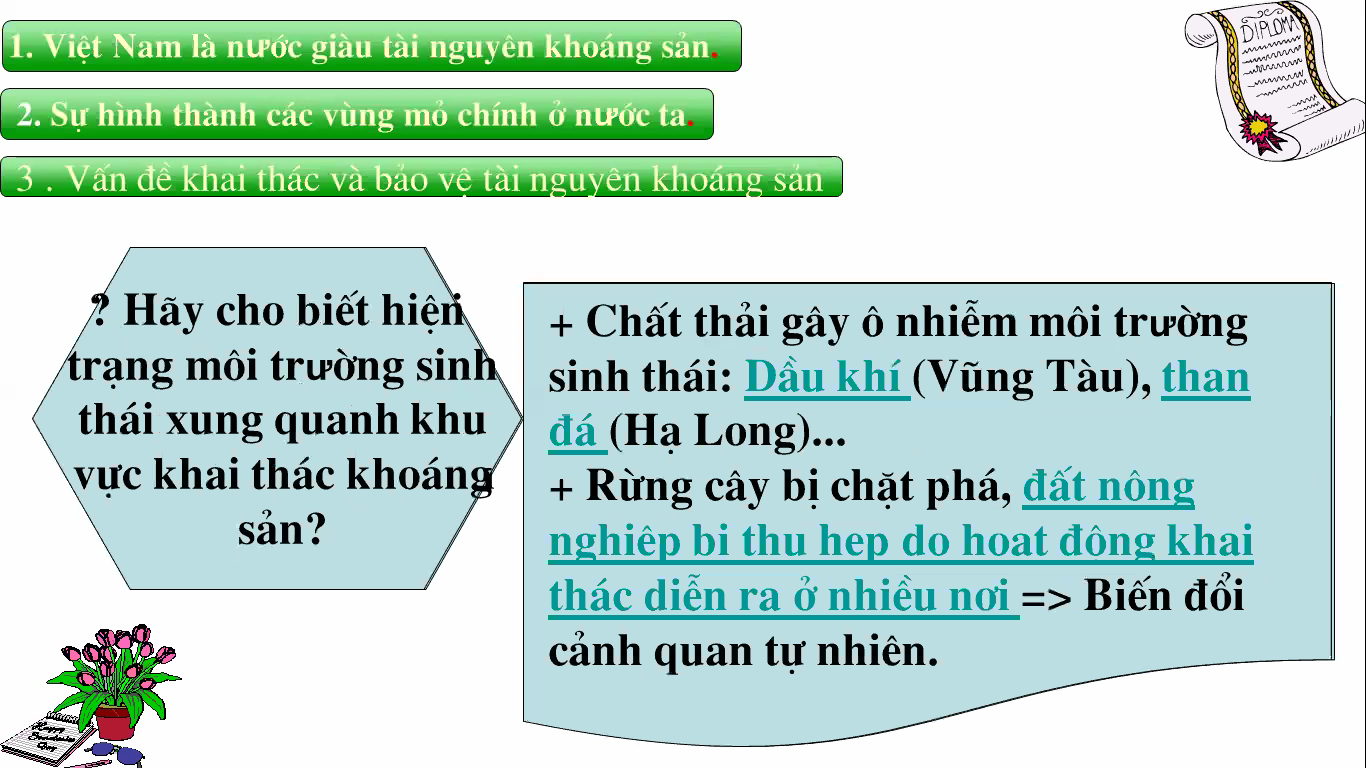 1. Việt Nam là nước giàu tài nguyên khoáng sản.
2. Sự hình thành các vùng mỏ chính ở nước ta.
3 . Vấn đề khai thác và bảo vệ tài nguyên khoáng sản
DIPLOMA
? Hãy cho biết hiện
trạng môi trường sinh
thái xung quanh khu
vực khai thác khoáng
sản?
+ Chất thải gây ô nhiễm môi trường
sinh thái: Dầu khí (Vũng Tàu), than
đá (Hạ Long)...
+ Rừng cây bị chặt phá, đất nông
nghiệp bị thu hẹp do hoạt động khai
thác diễn ra ở nhiều nơi => Biến đổi
cảnh quan tự nhiên.
Happy
Day